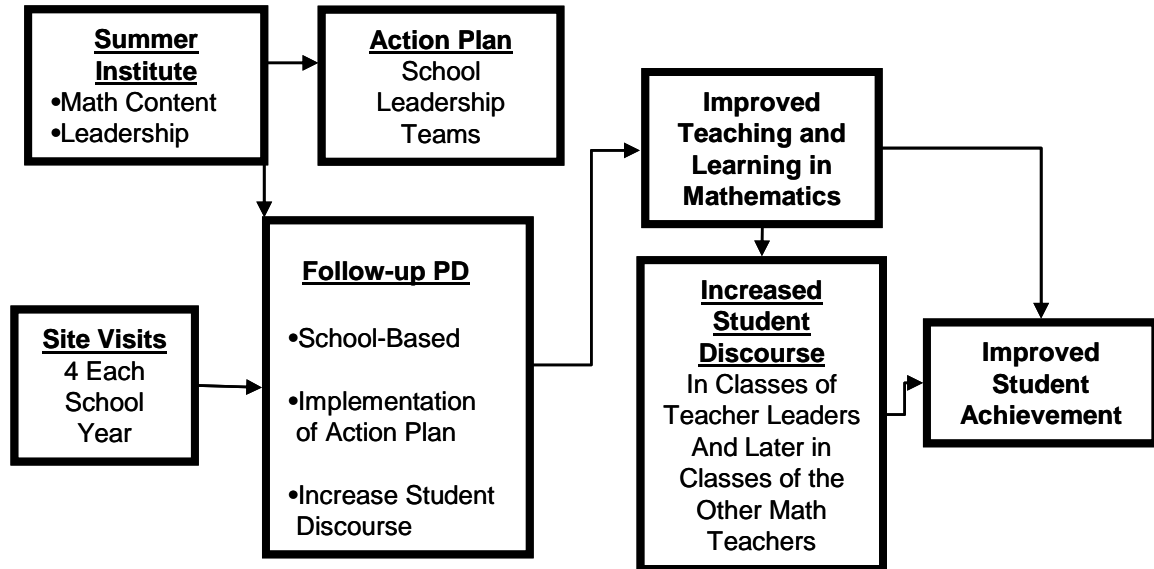 Summer
Institute
•Math Content
•Leadership
Action Plan
School
Leadership
Teams
Improved
Teaching and
Learning in
Mathematics
Follow-up PD
•School-Based
•Implementation
of Action Plan
•Increase Student
Discourse
Site Visits
4 Each
School
Year
Increased
Student
Discourse
In Classes of
Teacher Leaders
And Later in
Classes of the
Other Math
Teachers
Improved
Student
Achievement